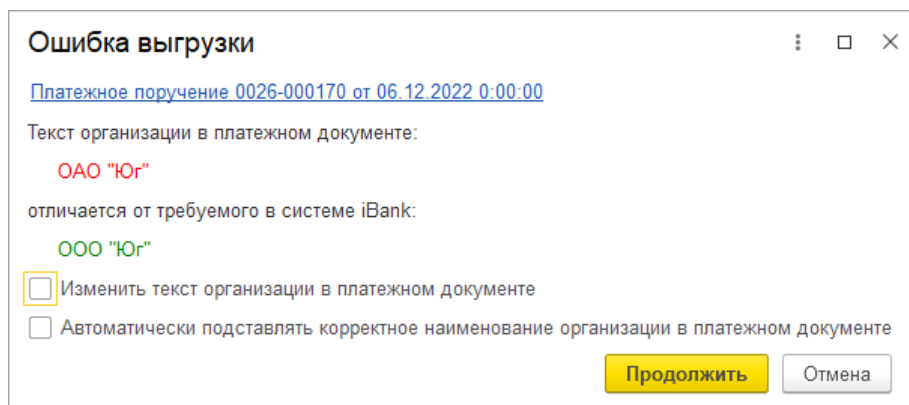 Ошибка выгрузки
Платежное поручение 0026-000170 от 06.12.2022 0:00:00
Текст организации в платежном документе:
ОАО "Юг"
отличается от требуемого в системе iBank:
ООО "Юг"
Изменить текст организации в платежном документе
Автоматически подставлять корректное наименование организации в платежном документе
Продолжить
Отмена